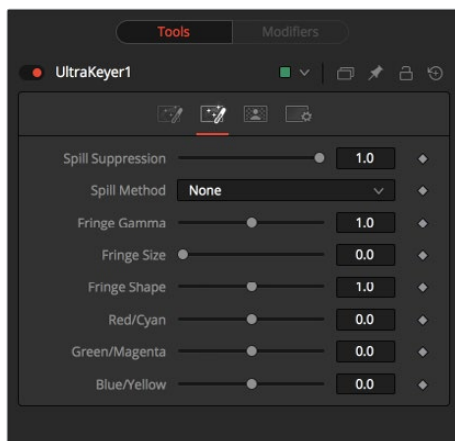 Tools Modifiers
UltraKeyer1
Spill Suppression 1.0
Spill Method None
Fringe Gamma 1.0
Fringe Size 0.0
Fringe Shape 1.0
Red/Cyan 0.0
Green/Magenta 0.0
Blue/Yellow 0.0